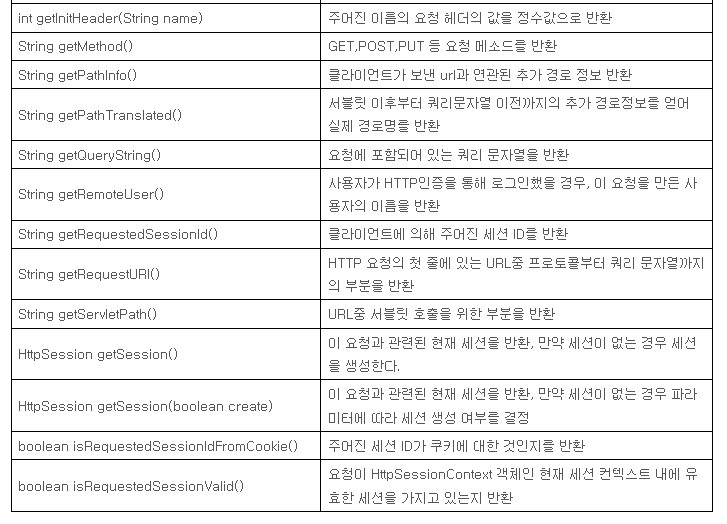 int getInitHeader(String name)
주어진 이름의 요청 헤더의 값을 정수값으로 반환
String getMethod()
GET,POST,PUT 등 요청 메소드를 반환
String getPathInfo()
클라이언트가 보낸 url과 연관된 추가 경로 정보 반환
String getPathTranslated()
서블릿 이후부터 쿼리문자열 이전까지의 추가 경로정보를 얻어
실제 경로명를 반환
String getQueryString()
요청에 포함되어 있는 쿼리 문자열을 반환
String getRemoteUser()
사용자가 HTTP인증을 통해 로그인했을 경우, 이 요청을 만든 사
용자의 이름을 반환
String getRequestedSessionId()
클라이언트에 의해 주어진 세션 ID를 반환
String getRequestURI()
HTTP 요청의 첫 줄에 있는 URL중 프로토콜부터 쿼리 문자열까지
의 부분을 반환
String getServletPath()
URL중 서블릿 호출을 위한 부분을 반환
HttpSession getSession()
이 요청과 관련된 현재 세션을 반환, 만약 세션이 없는 경우 세션
을 생성한다.
HttpSession getSession(boolean create)
이 요청과 관련된 현재 세션을 반환, 만약 세션이 없는 경우 파라
미터에 따라 세션 생성 여부를 결정
boolean isRequestedSessionIdFromCookie()
주어진 세션 ID가 쿠키에 대한 것인지를 반환
boolean isRequestedSessionValid()
요청이 HttpSessionContext 객체인 현재 세션 컨텍스트 내에 유
효한 세션을 가지고 있는지 반환